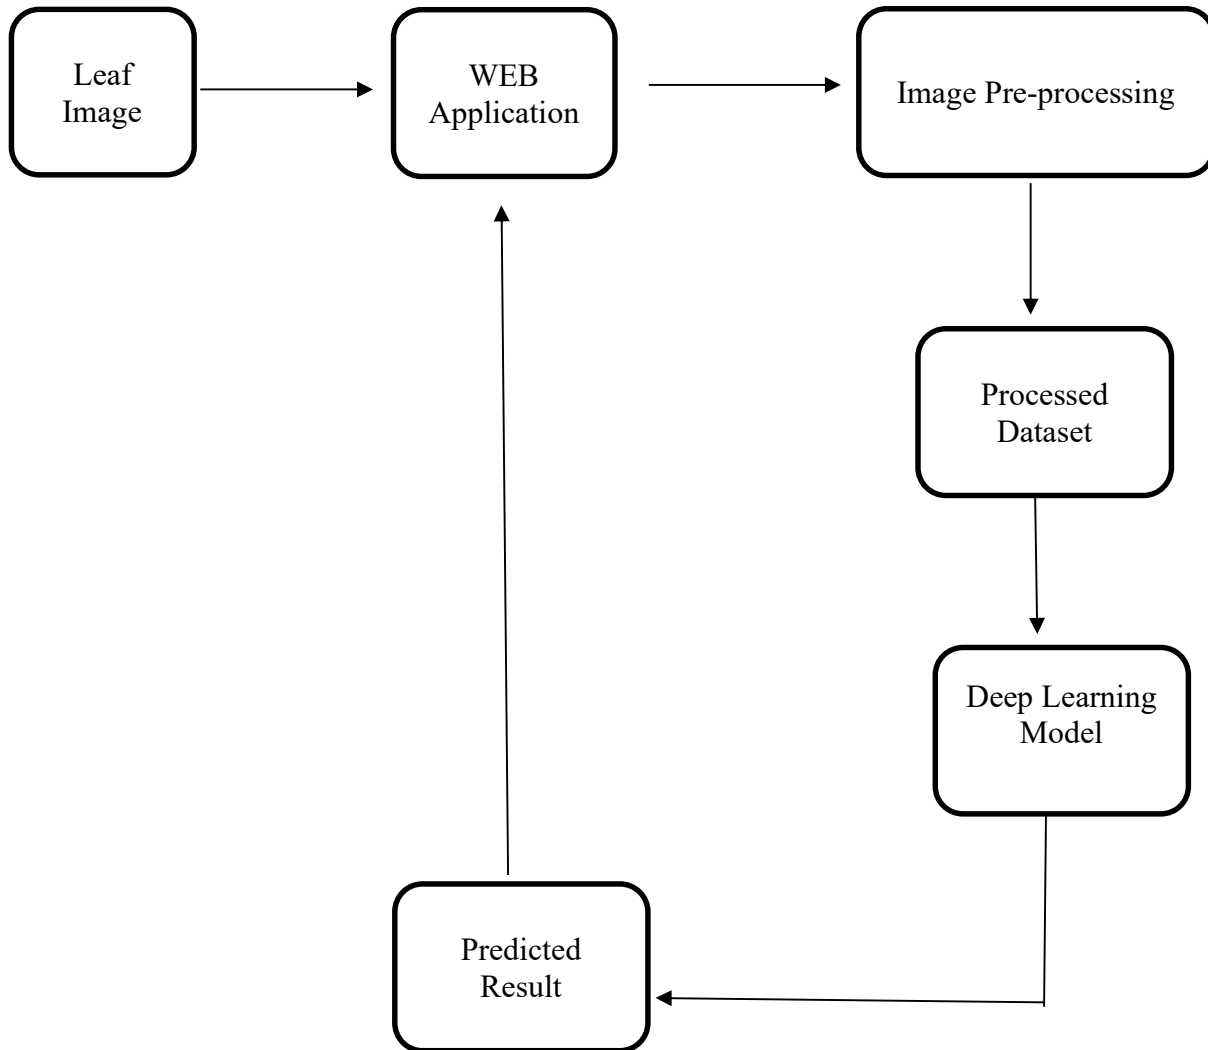 Leaf
Image
WEB
Application
Image Pre-processing
Processed
Dataset
Deep Learning
Model
Predicted
Result